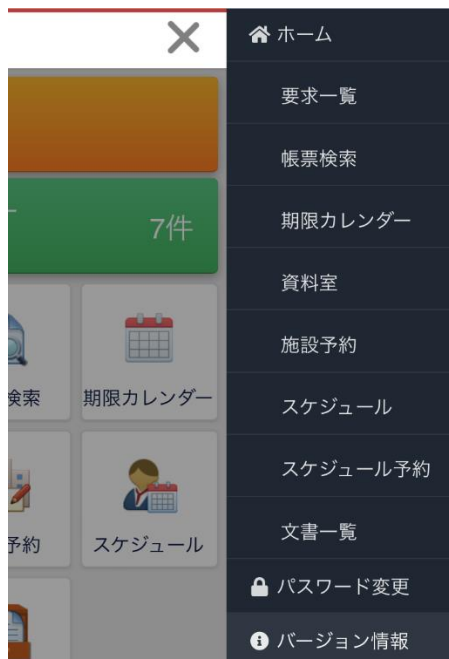 ホーム
要求一覧
帳票検索
期限カレンダー
資料室
施設予約
スケジュール
スケジュール予約
文書一覧
パスワード変更
バージョン情報
7件
検索
期限カレンダー
予約
スケジュール